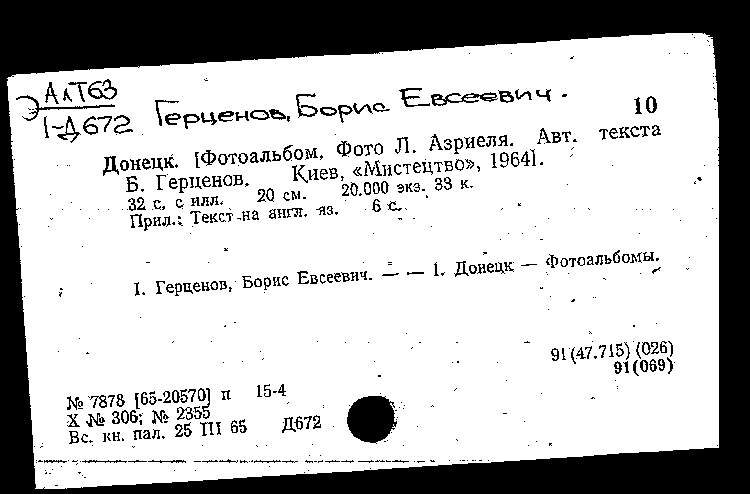 АлТ63
Э
1-Д672 Герценов, Борис Евсеевич.
10
Донецк. [Фотоальбом. Фото Л. Азриеля. Авт. текста
Б. Герценов. Киев, «Мистецтво», 1964].
32 с. с илл. 20 см. 20.000 экз. 33 к.
Прил.: Текст на англ. яз. 6 с.
I. Герценов, Борис Евсеевич. — — 1. Донецк — Фотоальбомы.
91(47.715) (026)
91(069)
№ 7878 [65-20570] п 15-4
X № 306; № 2355
Вс. кн. пал. 25 III 65 Д672